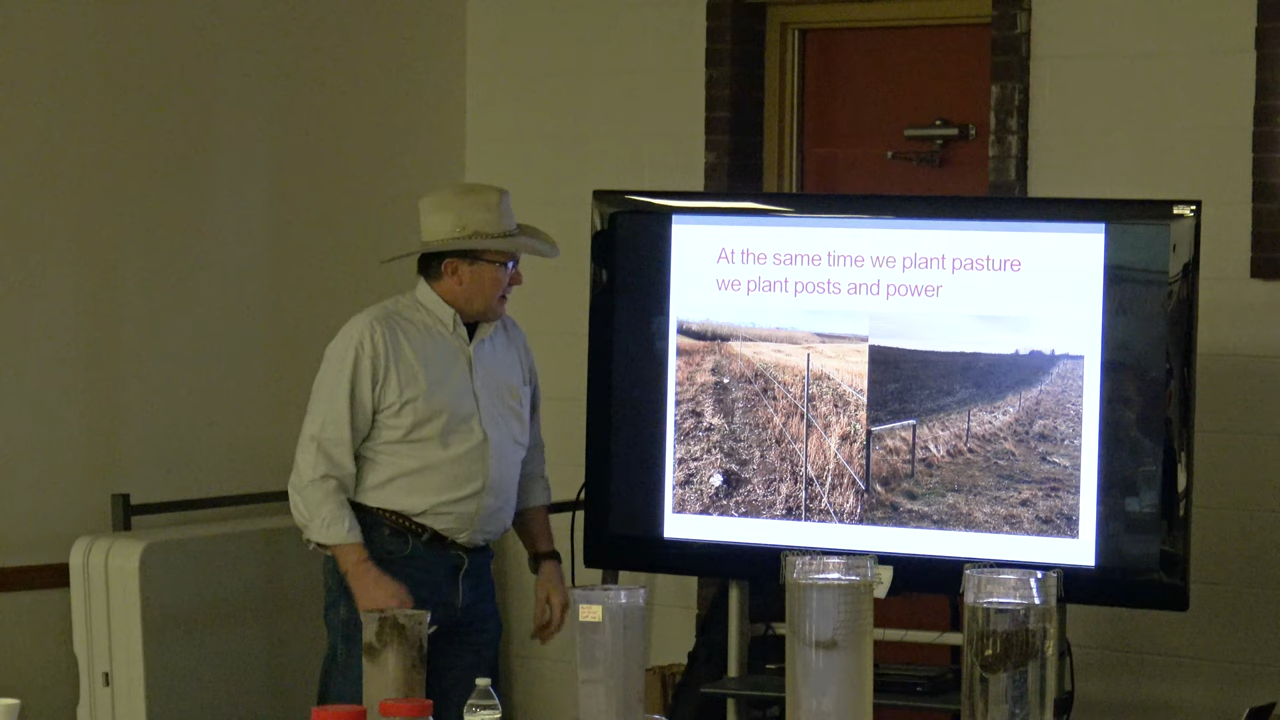 At the same time we plant pasture
we plant posts and power